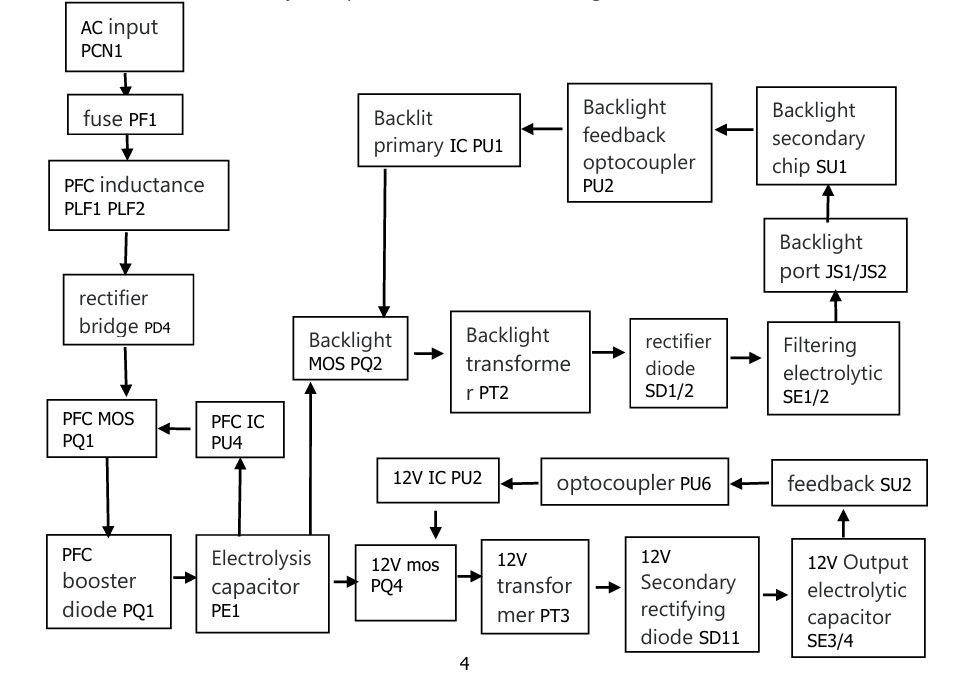 AC input
PCN1
fuse PF1
PFC inductance
PLF1 PLF2
rectifier
bridge PD4
PFC MOS
PQ1
PFC IC
PU4
PFC
booster
diode PQ1
Electrolysis
capacitor
PE1
Backlit
primary IC PU1
Backlight
feedback
optocoupler
PU2
Backlight
secondary
chip SU1
Backlight
port JS1/JS2
Backlight
MOS PQ2
Backlight
transforme
r PT2
rectifier
diode
SD1/2
Filtering
electrolytic
SE1/2
12V IC PU2
optocoupler PU6
feedback SU2
12V mos
PQ4
12V
transfor
mer PT3
12V
Secondary
rectifying
diode SD11
12V Output
electrolytic
capacitor
SE3/4
4